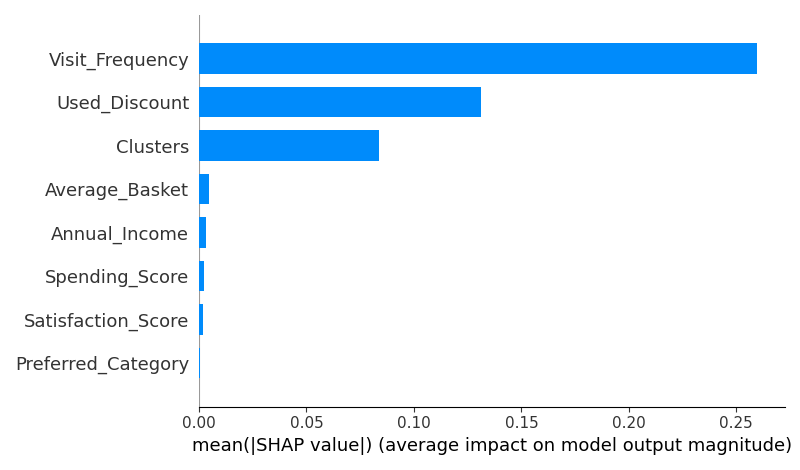 Visit_Frequency
Used_Discount
Clusters
Average_Basket
Annual_Income
Spending_Score
Satisfaction_Score
Preferred_Category
0.00 0.05 0.10 0.15 0.20 0.25
mean(|SHAP value|) (average impact on model output magnitude)